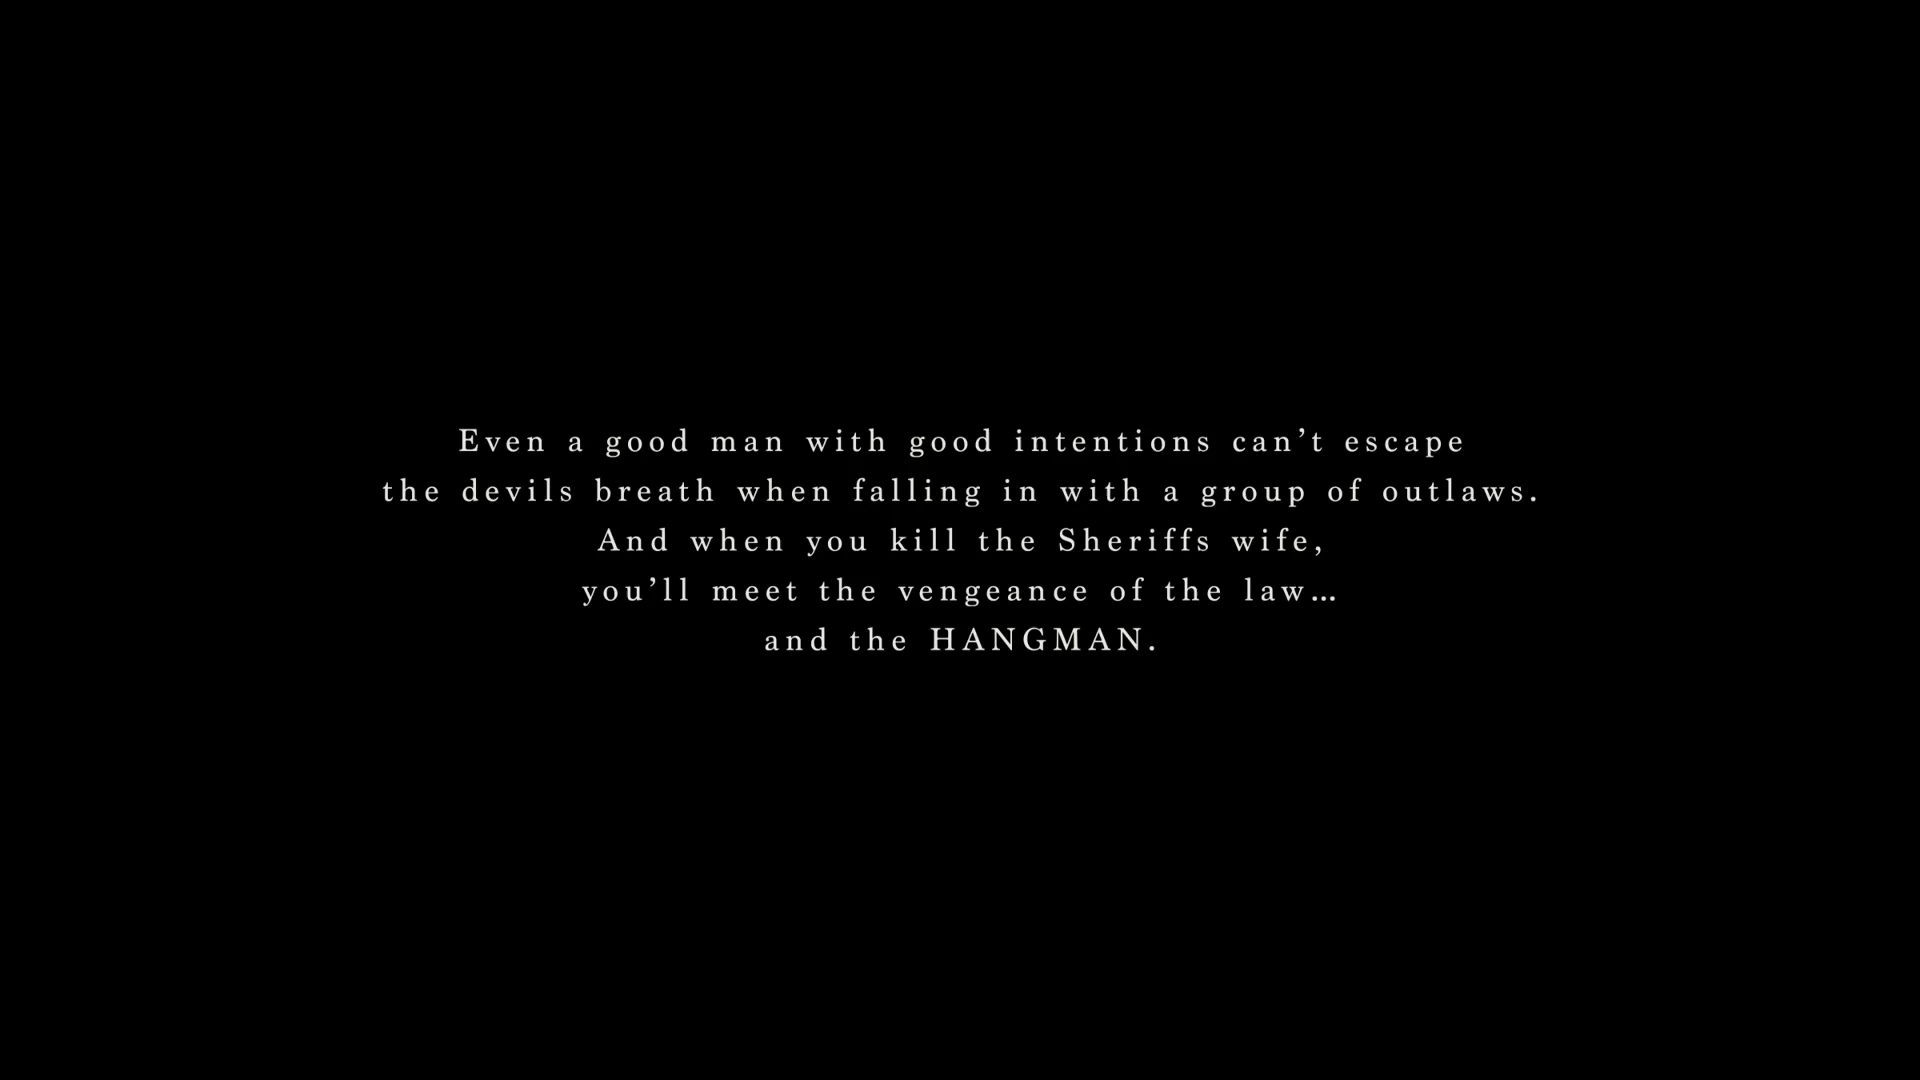 Even a good man with good intentions can’t escape
the devils breath when falling in with a group of outlaws.
And when you kill the Sheriffs wife,
you’ll meet the vengeance of the law…
and the HANGMAN.